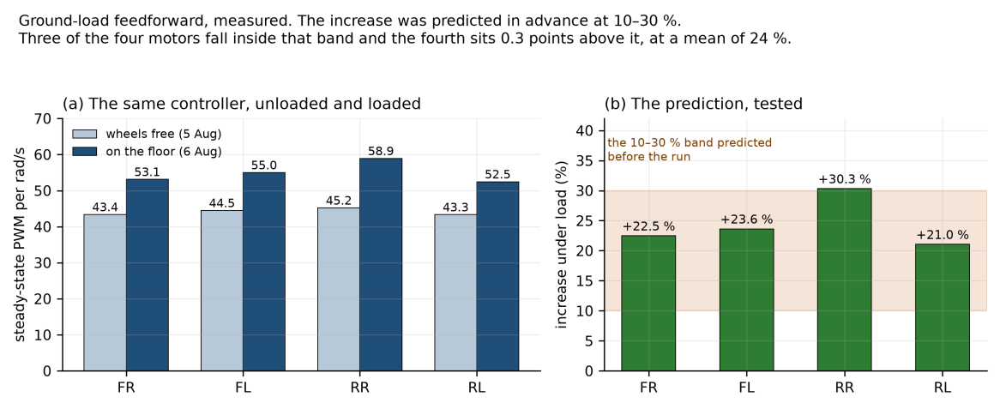 Ground-load feedforward, measured. The increase was predicted in advance at 10–30 %.
Three of the four motors fall inside that band and the fourth sits 0.3 points above it, at a mean of 24 %.
(a) The same controller, unloaded and loaded
steady-state PWM per rad/s
70
60
50
40
30
20
10
0
wheels free (5 Aug)
on the floor (6 Aug)
43.4
53.1
44.5
55.0
45.2
58.9
43.3
52.5
FR
FL
RR
RL
(b) The prediction, tested
increase under load (%)
40
35
30
25
20
15
10
5
0
the 10–30 % band predicted
before the run
+22.5 %
+23.6 %
+30.3 %
+21.0 %
FR
FL
RR
RL